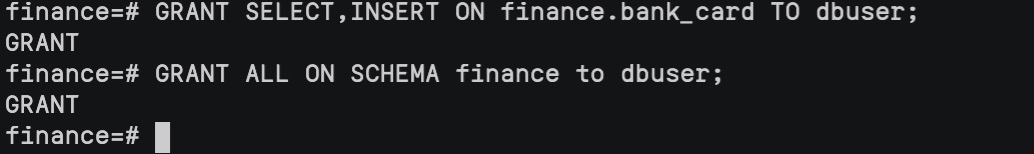 finance=# GRANT SELECT,INSERT ON finance.bank_card TO dbuser;
GRANT
finance=# GRANT ALL ON SCHEMA finance to dbuser;
GRANT
finance=#